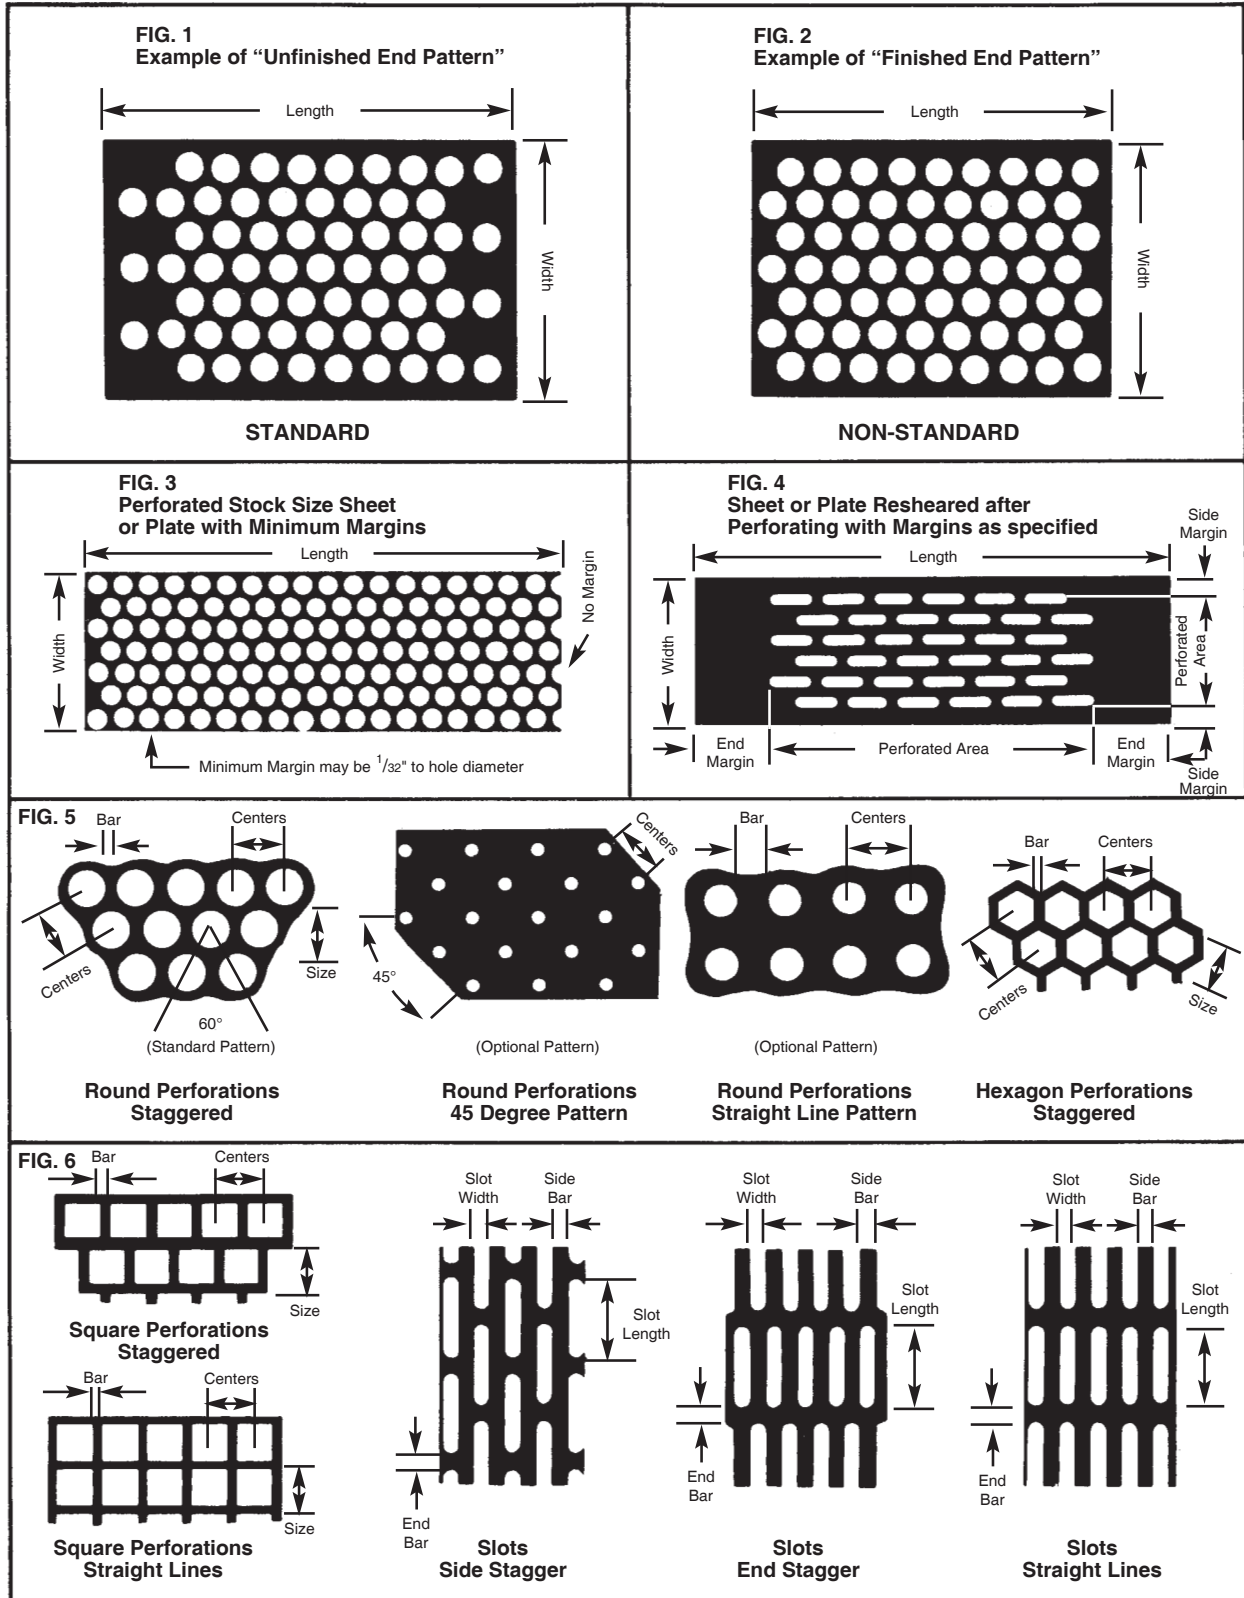 FIG. 1
Example of “Unfinished End Pattern”
Length
Width
STANDARD
FIG. 2
Example of “Finished End Pattern”
Length
Width
NON-STANDARD
FIG. 3
Perforated Stock Size Sheet
or Plate with Minimum Margins
Length
Width
No Margin
Minimum Margin may be 1/32" to hole diameter
FIG. 4
Sheet or Plate Resheared after
Perforating with Margins as specified
Side
Margin
Length
Width
Perforated
Area
End
Margin
Perforated Area
End
Margin
Side
Margin
FIG. 5
Bar
Centers
Centers
Size
60°
(Standard Pattern)
Round Perforations
Staggered
Centers
45°
(Optional Pattern)
Round Perforations
45 Degree Pattern
Bar
Centers
(Optional Pattern)
Round Perforations
Straight Line Pattern
Bar
Centers
Centers
Size
Hexagon Perforations
Staggered
FIG. 6
Bar
Centers
Size
Square Perforations
Staggered
Bar
Centers
Size
Square Perforations
Straight Lines
Slot
Width
Side
Bar
Slot
Length
End
Bar
Slots
Side Stagger
Slot
Width
Side
Bar
Slot
Length
End
Bar
Slots
End Stagger
Slot
Width
Side
Bar
Slot
Length
End
Bar
Slots
Straight Lines